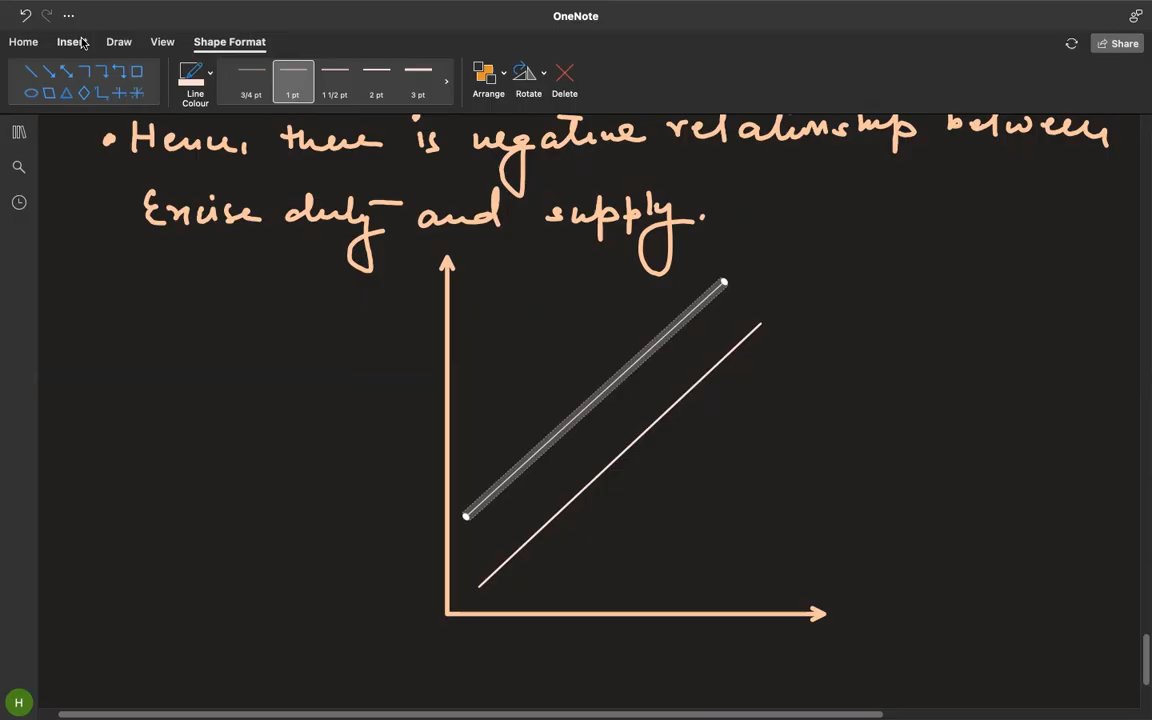 OneNote
Home Insert Draw View Shape Format Share
Line Colour 3/4 pt 1 pt 1 1/2 pt 2 pt 3 pt Arrange Rotate Delete
• Hence, there is negative relationship between
Excise duty and supply.
H